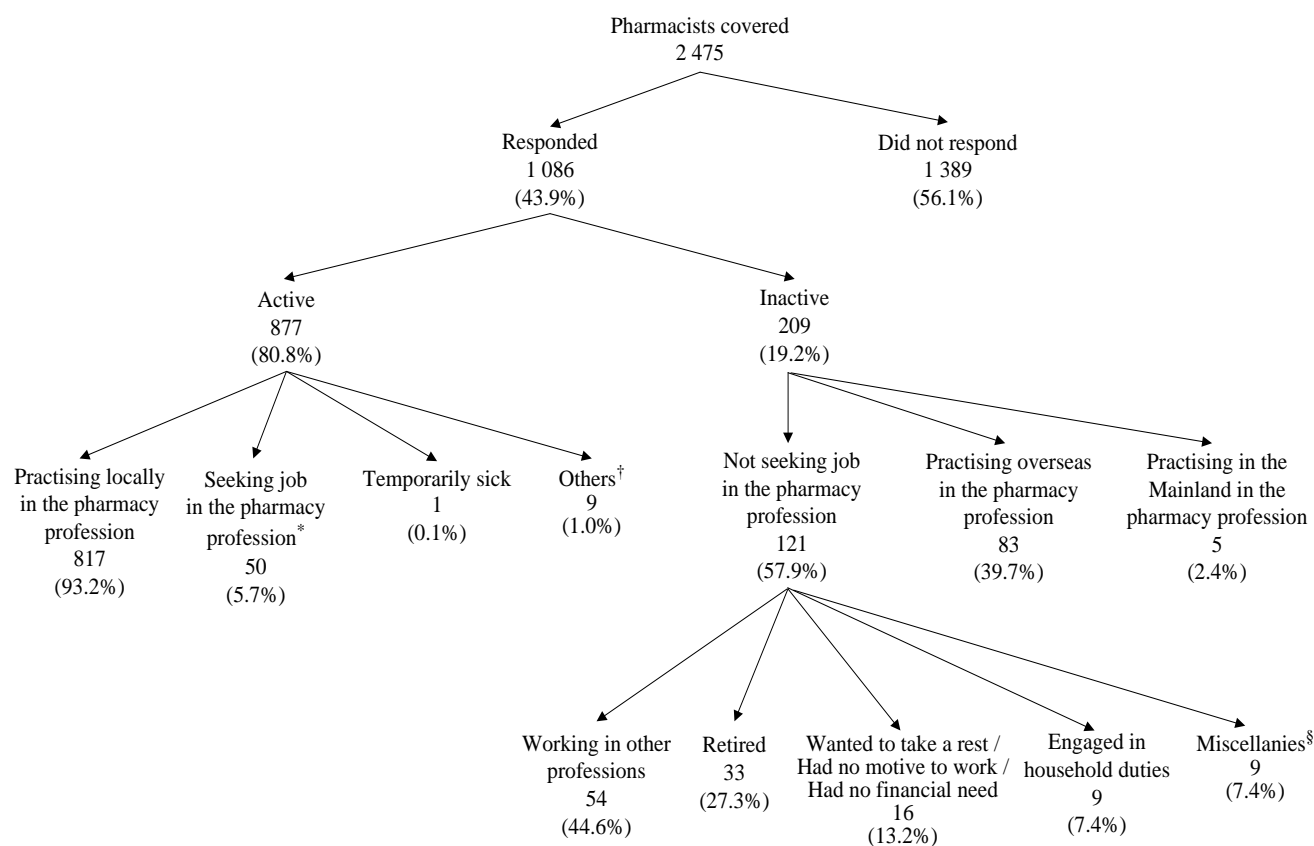 Pharmacists covered
2 475
Responded
1 086
(43.9%)
Did not respond
1 389
(56.1%)
Active
877
(80.8%)
Inactive
209
(19.2%)
Practising locally
in the pharmacy
profession
817
(93.2%)
Seeking job
in the pharmacy
profession*
50
(5.7%)
Temporarily sick
1
(0.1%)
Others†
9
(1.0%)
Not seeking job
in the pharmacy
profession
121
(57.9%)
Practising overseas
in the pharmacy
profession
83
(39.7%)
Practising in the
Mainland in the
pharmacy profession
5
(2.4%)
Working in other
professions
54
(44.6%)
Retired
33
(27.3%)
Wanted to take a rest /
Had no motive to work /
Had no financial need
16
(13.2%)
Engaged in
household duties
9
(7.4%)
Miscellanies§
9
(7.4%)